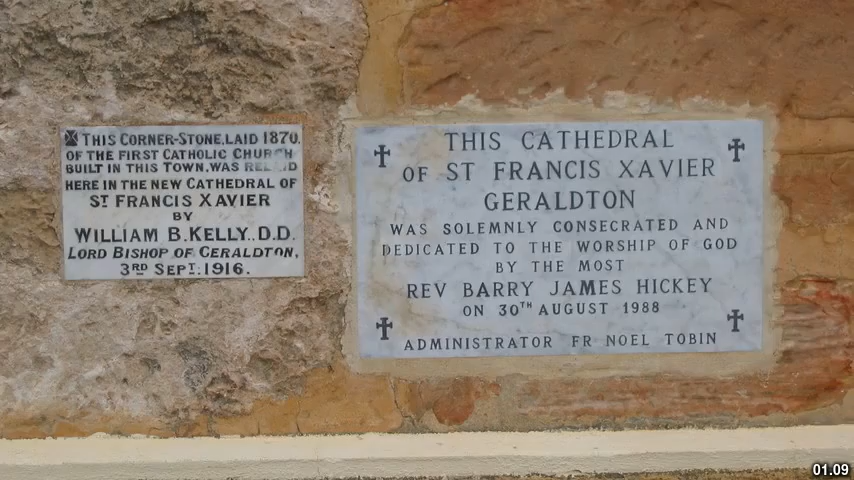 THIS CORNER-STONE, LAID 1870,
OF THE FIRST CATHOLIC CHURCH
BUILT IN THIS TOWN, WAS RELAID
HERE IN THE NEW CATHEDRAL OF
ST FRANCIS XAVIER
BY
WILLIAM B. KELLY.. D.D.
LORD BISHOP OF GERALDTON,
3RD SEPT. 1916.
THIS CATHEDRAL
OF ST FRANCIS XAVIER
GERALDTON
WAS SOLEMNLY CONSECRATED AND
DEDICATED TO THE WORSHIP OF GOD
BY THE MOST
REV BARRY JAMES HICKEY
ON 30TH AUGUST 1988
ADMINISTRATOR FR NOEL TOBIN
01.09